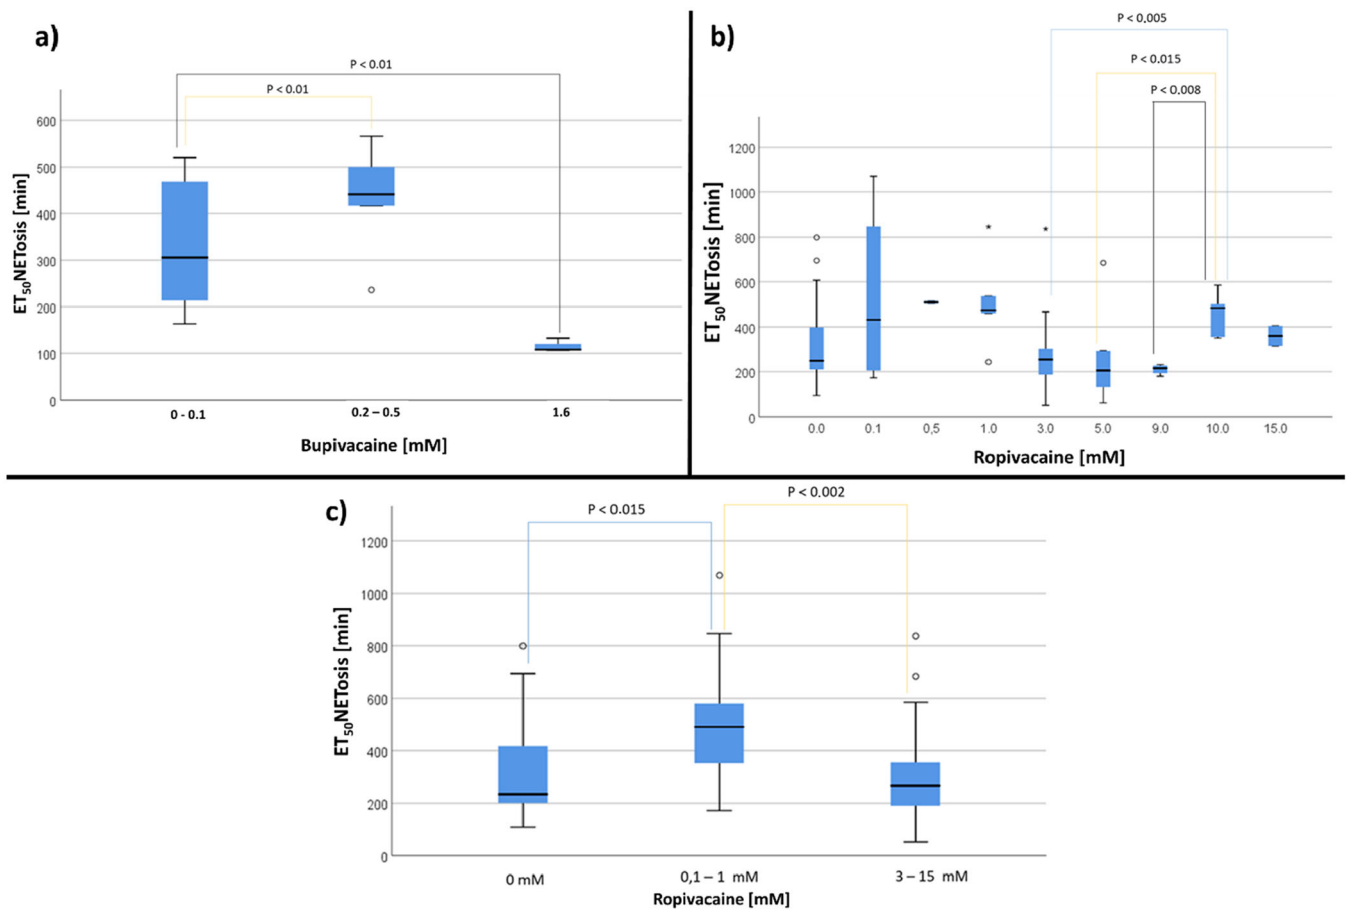 a)
P < 0.01
P < 0.01
ET50NETosis [min]
600
500
400
300
200
100
0
0 - 0.1
0.2 – 0.5
1.6
Bupivacaine [mM]
b)
P < 0.005
P < 0.015
P < 0.008
ET50NETosis [min]
1200
1000
800
600
400
200
0
0.0
0.1
0,5
1.0
3.0
5.0
9.0
10.0
15.0
Ropivacaine [mM]
c)
P < 0.015
P < 0.002
ET50NETosis [min]
1200
1000
800
600
400
200
0
0 mM
0,1 – 1 mM
3 – 15 mM
Ropivacaine [mM]